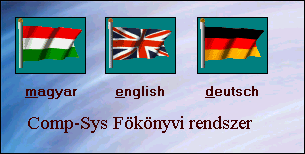 magyar english deutsch
Comp-Sys Főkönyvi rendszer